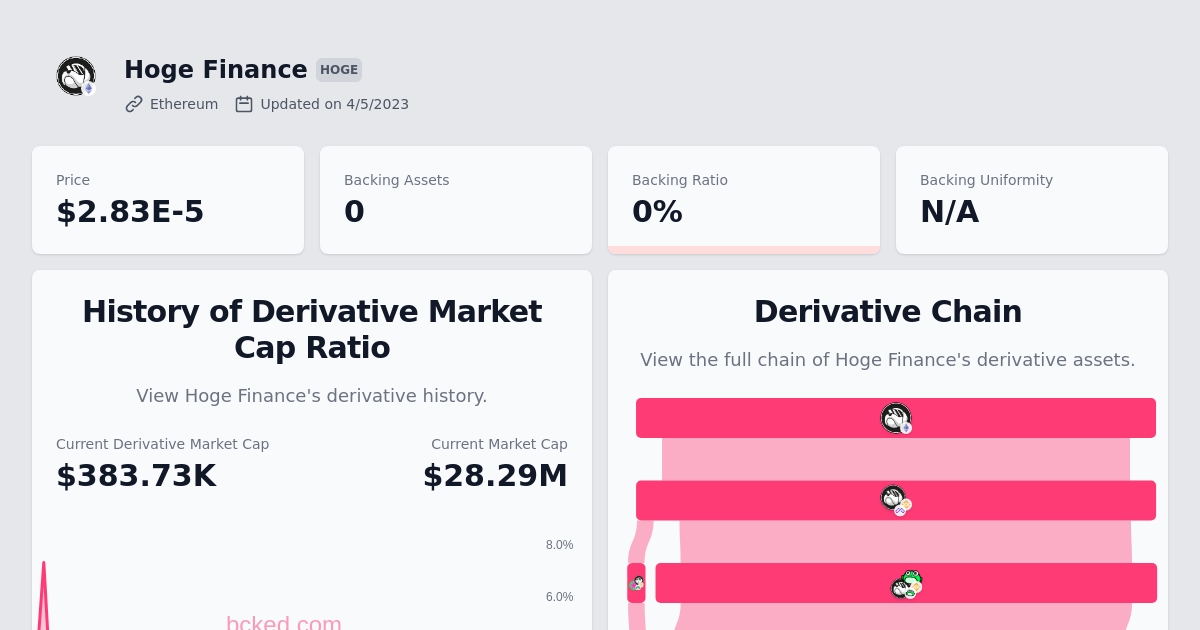 Hoge Finance HOGE
Ethereum Updated on 4/5/2023
Price
$2.83E-5
Backing Assets
0
Backing Ratio
0%
Backing Uniformity
N/A
History of Derivative Market
Cap Ratio
View Hoge Finance's derivative history.
Current Derivative Market Cap
$383.73K
Current Market Cap
$28.29M
8.0%
6.0%
bcked.com
Derivative Chain
View the full chain of Hoge Finance's derivative assets.